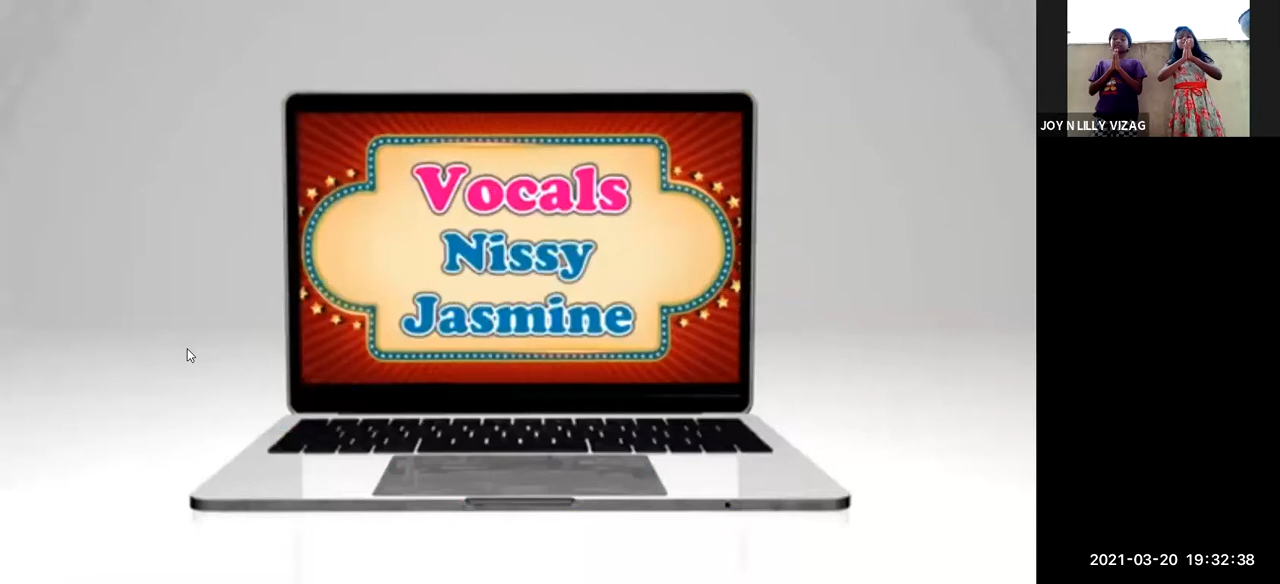 Vocals
Nissy
Jasmine
JOY N LILLY VIZAG
2021-03-20 19:32:38